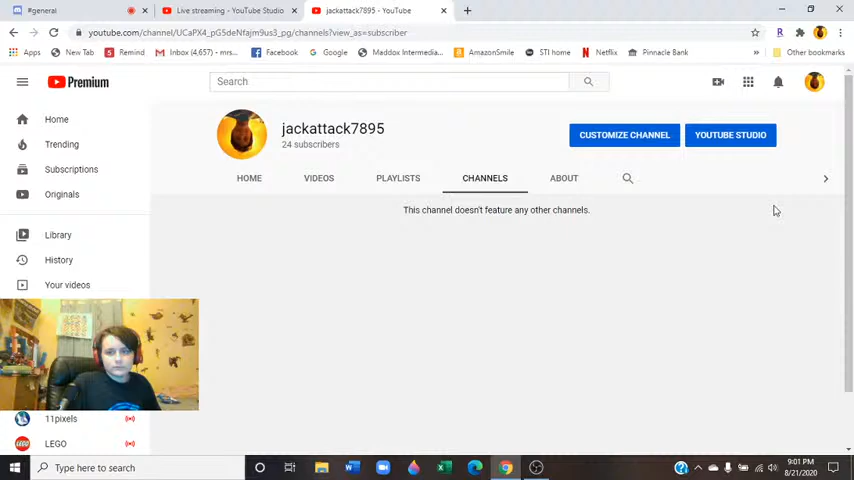 #general
Live streaming - YouTube Studio
jackattack7895 - YouTube
youtube.com/channel/UCaPX4_pG5deNfajm9us3_pg/channels?view_as=subscriber
Apps New Tab Remind Inbox (4,657) - mrs... Facebook Google Maddox Intermedia... AmazonSmile STI home Netflix Pinnacle Bank » Other bookmarks
Premium
Search
jackattack7895
24 subscribers
CUSTOMIZE CHANNEL YOUTUBE STUDIO
HOME VIDEOS PLAYLISTS CHANNELS ABOUT
This channel doesn't feature any other channels.
Home
Trending
Subscriptions
Originals
Library
History
Your videos
11pixels
LEGO
Type here to search
9:01 PM
8/21/2020